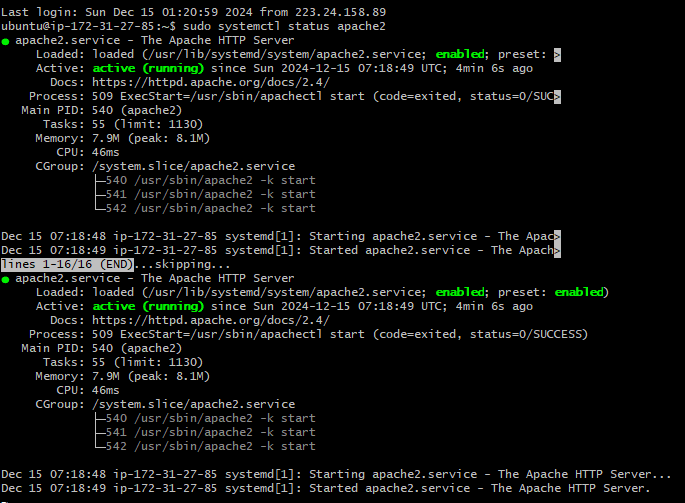 Last login: Sun Dec 15 01:20:59 2024 from 223.24.158.89
ubuntu@ip-172-31-27-85:~$ sudo systemctl status apache2
● apache2.service - The Apache HTTP Server
     Loaded: loaded (/usr/lib/systemd/system/apache2.service; enabled; preset: >
     Active: active (running) since Sun 2024-12-15 07:18:49 UTC; 4min 6s ago
       Docs: https://httpd.apache.org/docs/2.4/
    Process: 509 ExecStart=/usr/sbin/apachectl start (code=exited, status=0/SUC>
   Main PID: 540 (apache2)
      Tasks: 55 (limit: 1130)
     Memory: 7.9M (peak: 8.1M)
        CPU: 46ms
     CGroup: /system.slice/apache2.service
             ├─540 /usr/sbin/apache2 -k start
             ├─541 /usr/sbin/apache2 -k start
             └─542 /usr/sbin/apache2 -k start

Dec 15 07:18:48 ip-172-31-27-85 systemd[1]: Starting apache2.service - The Apac>
Dec 15 07:18:49 ip-172-31-27-85 systemd[1]: Started apache2.service - The Apach>
lines 1-16/16 (END)...skipping...
● apache2.service - The Apache HTTP Server
     Loaded: loaded (/usr/lib/systemd/system/apache2.service; enabled; preset: enabled)
     Active: active (running) since Sun 2024-12-15 07:18:49 UTC; 4min 6s ago
       Docs: https://httpd.apache.org/docs/2.4/
    Process: 509 ExecStart=/usr/sbin/apachectl start (code=exited, status=0/SUCCESS)
   Main PID: 540 (apache2)
      Tasks: 55 (limit: 1130)
     Memory: 7.9M (peak: 8.1M)
        CPU: 46ms
     CGroup: /system.slice/apache2.service
             ├─540 /usr/sbin/apache2 -k start
             ├─541 /usr/sbin/apache2 -k start
             └─542 /usr/sbin/apache2 -k start

Dec 15 07:18:48 ip-172-31-27-85 systemd[1]: Starting apache2.service - The Apache HTTP Server...
Dec 15 07:18:49 ip-172-31-27-85 systemd[1]: Started apache2.service - The Apache HTTP Server.